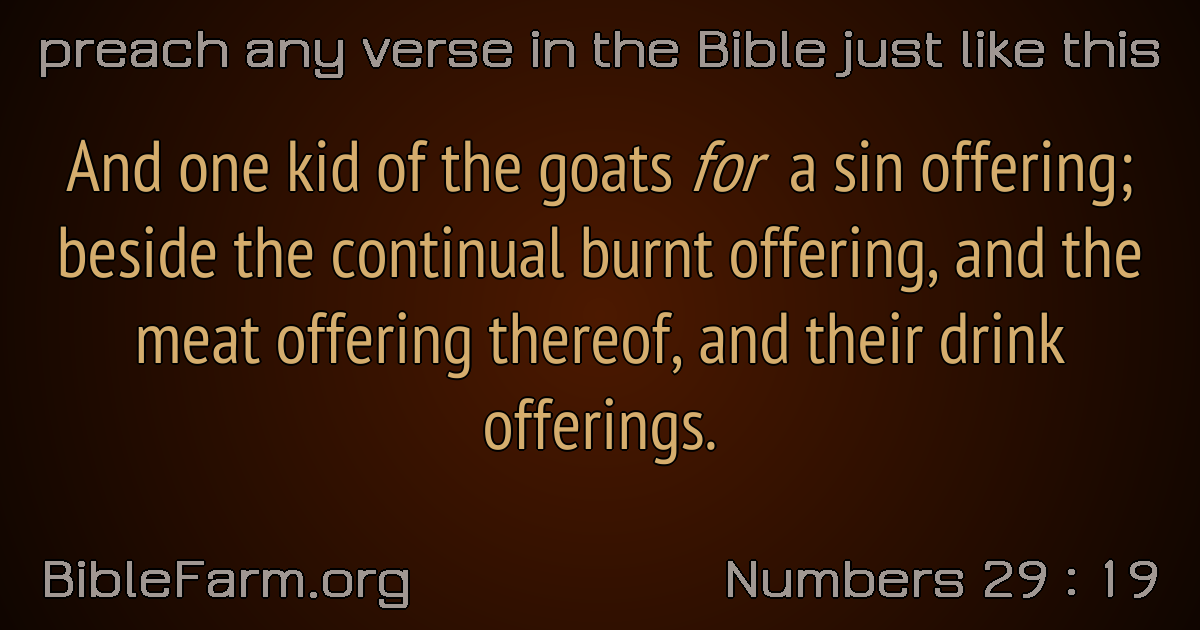 preach any verse in the Bible just like this
And one kid of the goats for a sin offering;
beside the continual burnt offering, and the
meat offering thereof, and their drink
offerings.
BibleFarm.org
Numbers 29 : 19